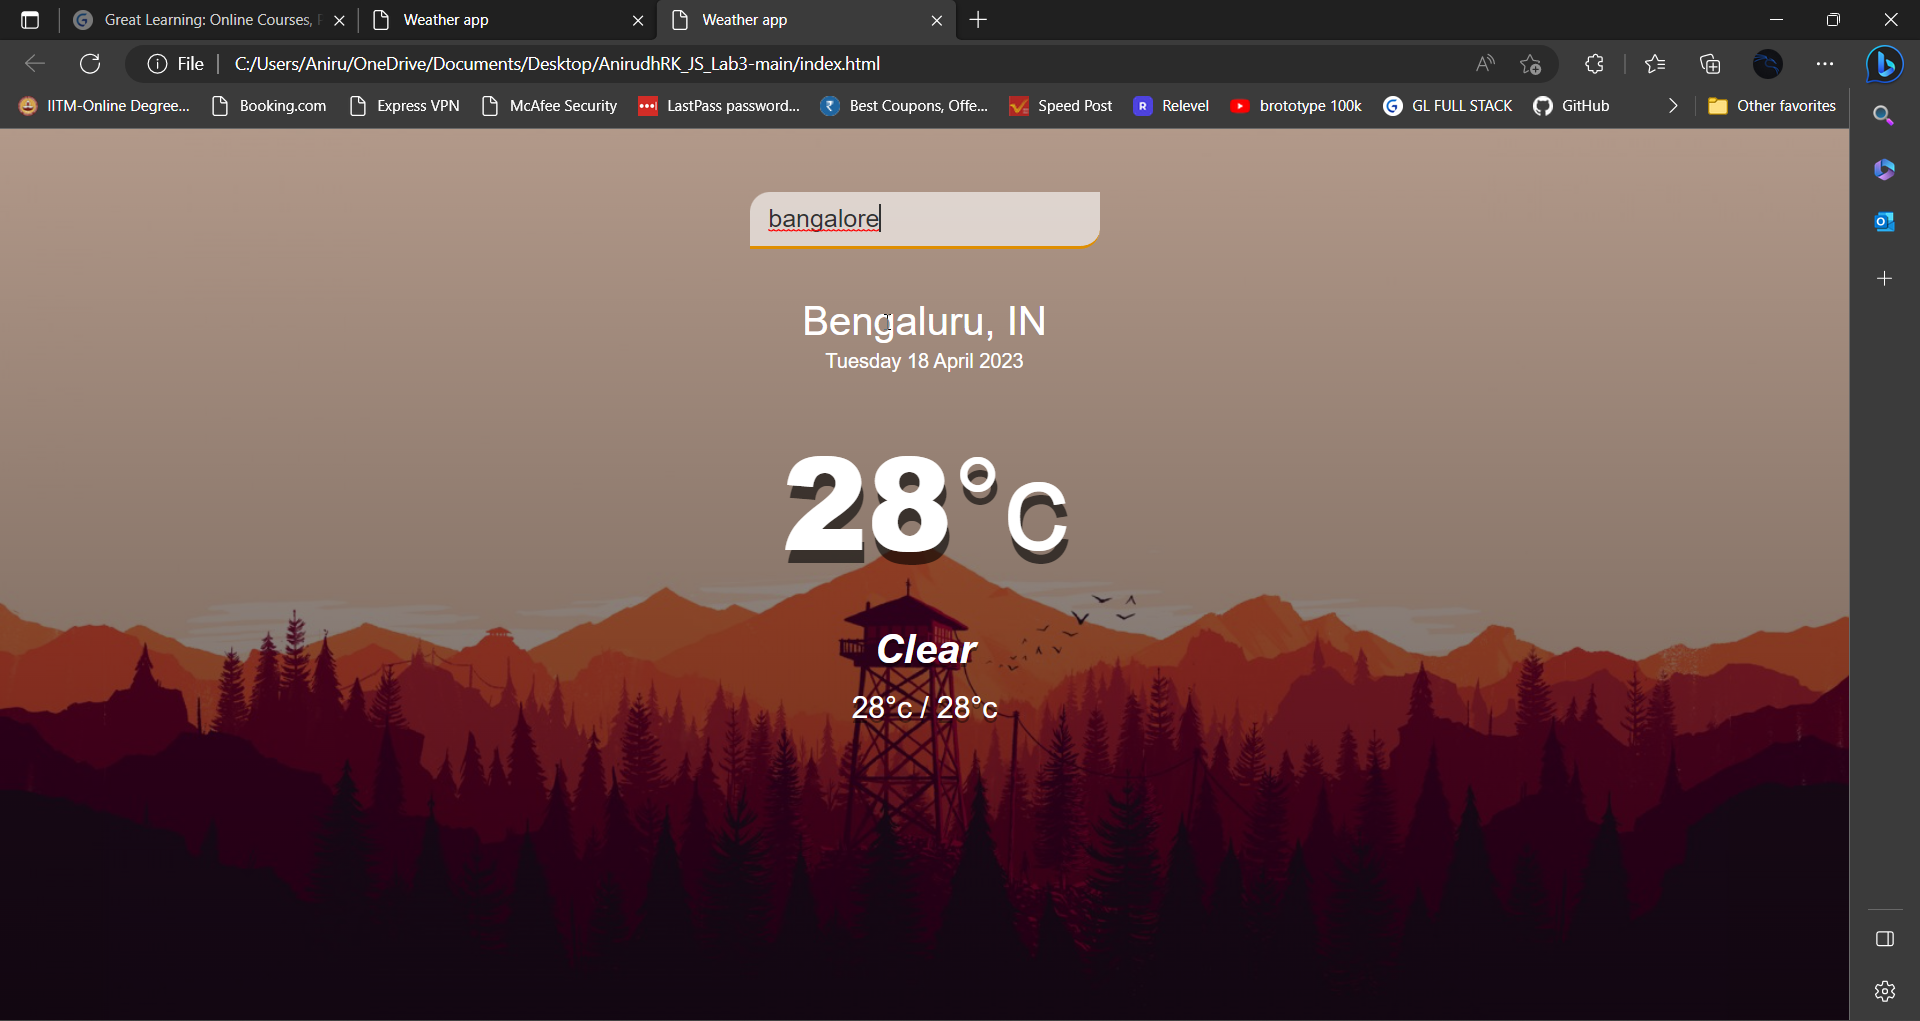 Great Learning: Online Courses,
Weather app
Weather app
File
C:/Users/Aniru/OneDrive/Documents/Desktop/AnirudhRK_JS_Lab3-main/index.html
IITM-Online Degree...
Booking.com
Express VPN
McAfee Security
LastPass password...
Best Coupons, Offe...
Speed Post
Relevel
brototype 100k
GL FULL STACK
GitHub
Other favorites
bangalore
Bengaluru, IN
Tuesday 18 April 2023
28°c
Clear
28°c / 28°c